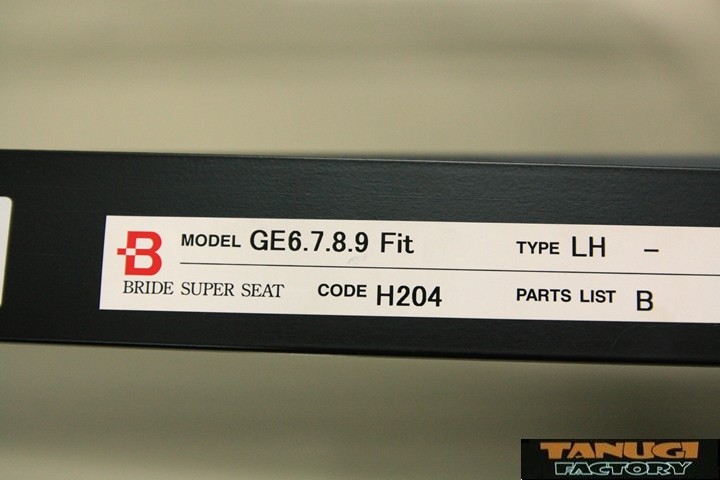 B MODEL GE6.7.8.9 Fit TYPE LH -
BRIDE SUPER SEAT CODE H204 PARTS LIST B
TANUGI
FACTORY